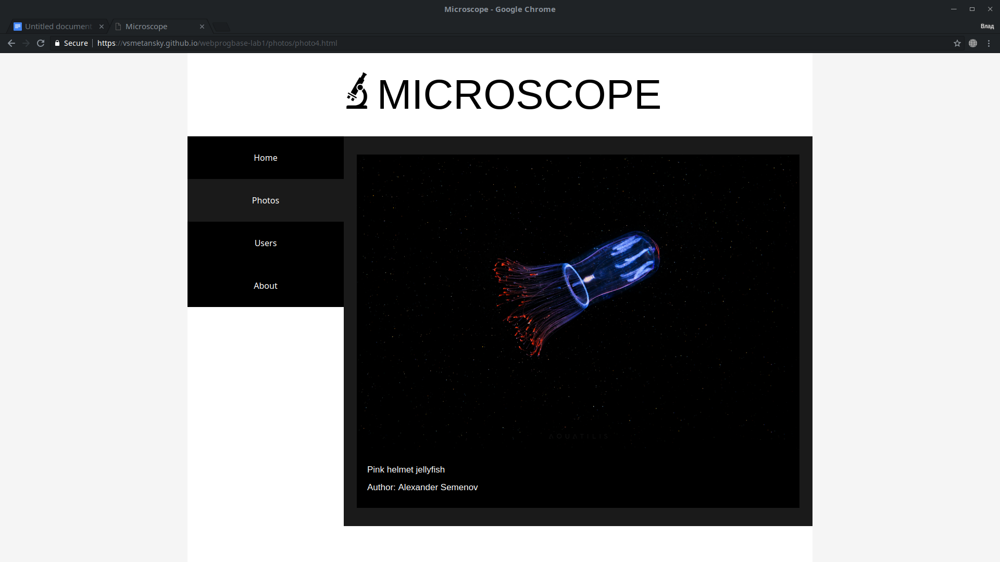 Microscope - Google Chrome
Untitled document
Microscope
Влад
Secure
https://vsmetansky.github.io/webprogbase-lab1/photos/photo4.html
MICROSCOPE
Home
Photos
Users
About
AQUATILIS
Pink helmet jellyfish
Author: Alexander Semenov